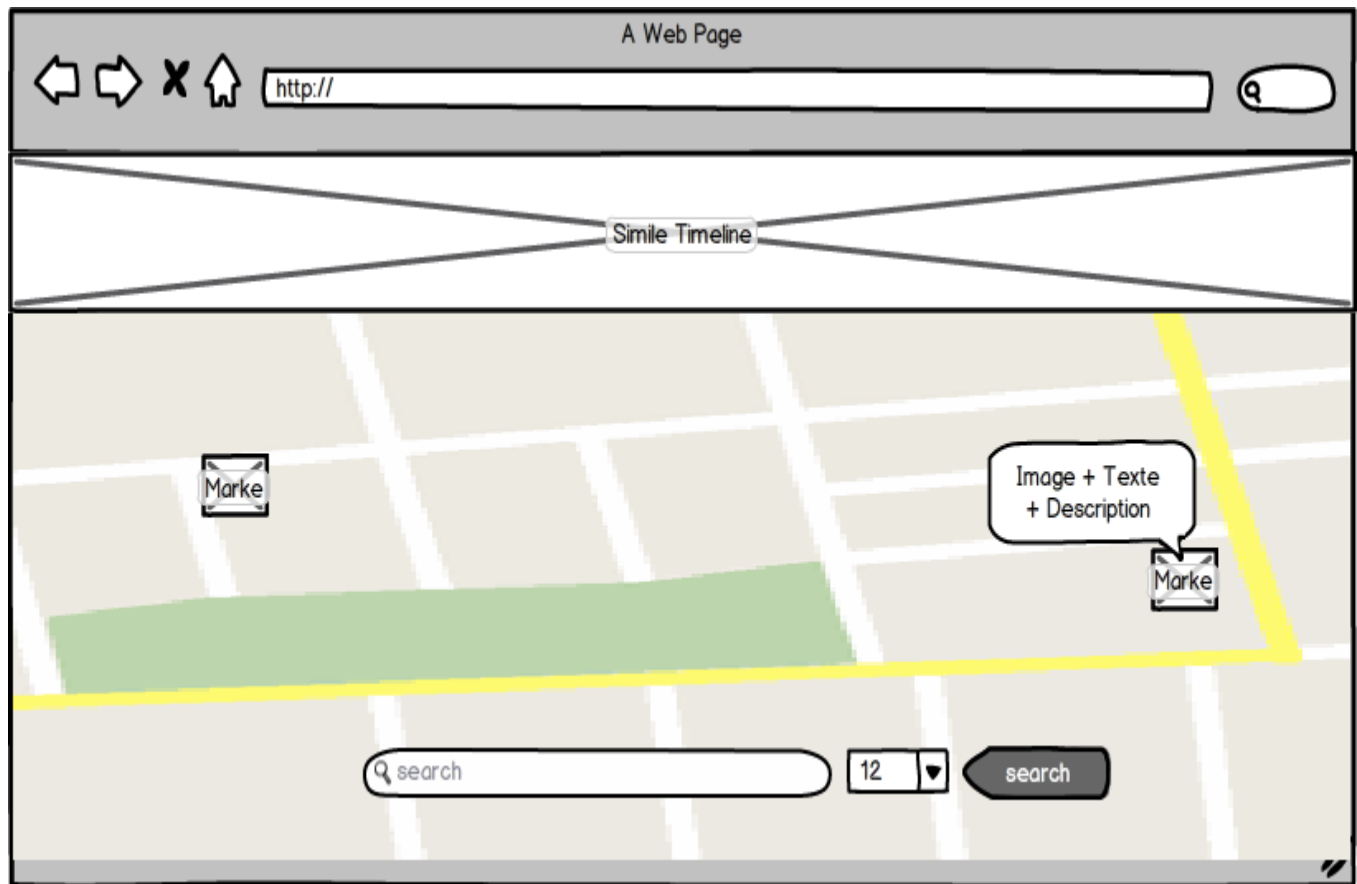 A Web Page
http://
Simile Timeline
Marke
Image + Texte
+ Description
Marke
search
12
search